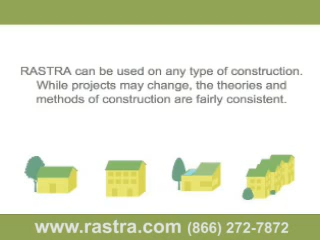 RASTRA can be used on any type of construction.
While projects may change, the theories and
methods of construction are fairly consistent.
www.rastra.com (866) 272-7872